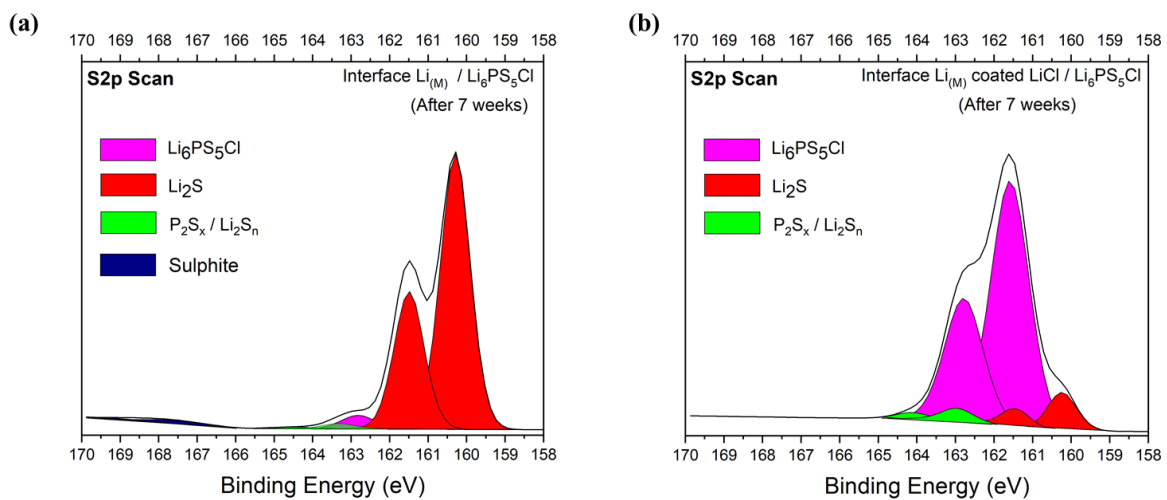 (a)
170 169 168 167 166 165 164 163 162 161 160 159 158
S2p Scan
Interface Li(M) / Li6PS5Cl
(After 7 weeks)
Li6PS5Cl
Li2S
P2Sx / Li2Sn
Sulphite
170 169 168 167 166 165 164 163 162 161 160 159 158
Binding Energy (eV)
(b)
170 169 168 167 166 165 164 163 162 161 160 159 158
S2p Scan
Interface Li(M) coated LiCl / Li6PS5Cl
(After 7 weeks)
Li6PS5Cl
Li2S
P2Sx / Li2Sn
170 169 168 167 166 165 164 163 162 161 160 159 158
Binding Energy (eV)